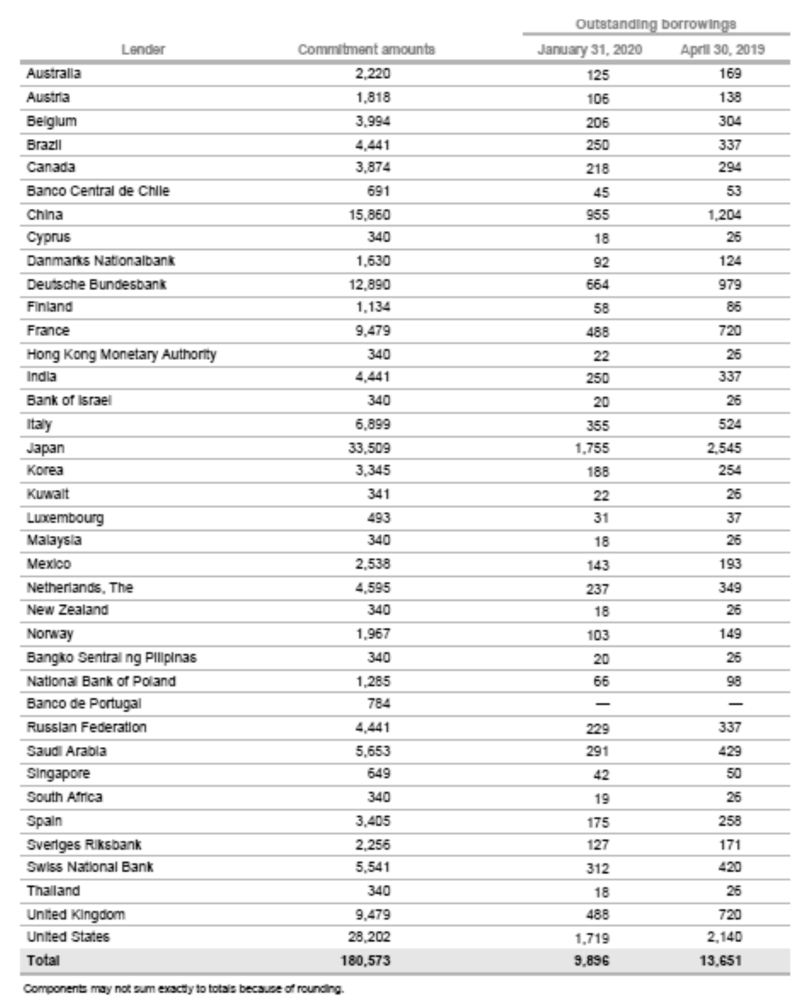 Outstanding borrowings
Lender Commitment amounts January 31, 2020 April 30, 2019
Australia 2,220 125 169
Austria 1,818 106 138
Belgium 3,994 206 304
Brazil 4,441 250 337
Canada 3,874 218 294
Banco Central de Chile 691 45 53
China 15,860 955 1,204
Cyprus 340 18 26
Danmarks Nationalbank 1,630 92 124
Deutsche Bundesbank 12,890 664 979
Finland 1,134 58 86
France 9,479 488 720
Hong Kong Monetary Authority 340 22 26
India 4,441 250 337
Bank of Israel 340 20 26
Italy 6,899 355 524
Japan 33,509 1,755 2,545
Korea 3,345 188 254
Kuwait 341 22 26
Luxembourg 493 31 37
Malaysia 340 18 26
Mexico 2,538 143 193
Netherlands, The 4,595 237 349
New Zealand 340 18 26
Norway 1,967 103 149
Bangko Sentral ng Pilipinas 340 20 26
National Bank of Poland 1,285 66 98
Banco de Portugal 784 — —
Russian Federation 4,441 229 337
Saudi Arabia 5,653 291 429
Singapore 649 42 50
South Africa 340 19 26
Spain 3,405 175 258
Sveriges Riksbank 2,256 127 171
Swiss National Bank 5,541 312 420
Thailand 340 18 26
United Kingdom 9,479 488 720
United States 28,202 1,719 2,140
Total 180,573 9,896 13,651
Components may not sum exactly to totals because of rounding.